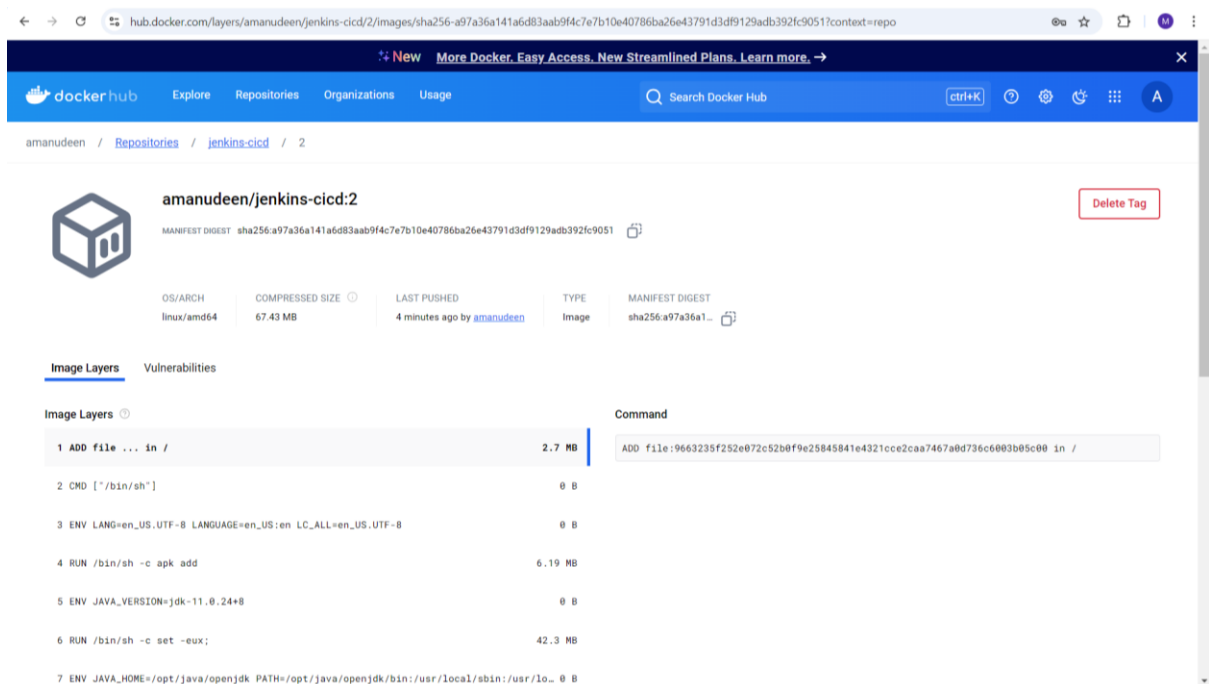 hub.docker.com/layers/amanudeen/jenkins-cicd/2/images/sha256-a97a36a141a6d83aab9f4c7e7b10e40786ba26e43791d3df9129adb392fc9051?context=repo M
New More Docker. Easy Access. New Streamlined Plans. Learn more. →
dockerhub Explore Repositories Organizations Usage Search Docker Hub ctrl+K A
amanudeen / Repositories / jenkins-cicd / 2
amanudeen/jenkins-cicd:2
Delete Tag
MANIFEST DIGEST sha256:a97a36a141a6d83aab9f4c7e7b10e40786ba26e43791d3df9129adb392fc9051
OS/ARCH COMPRESSED SIZE LAST PUSHED TYPE MANIFEST DIGEST
linux/amd64 67.43 MB 4 minutes ago by amanudeen Image sha256:a97a36a1…
Image Layers Vulnerabilities
Image Layers Command
1 ADD file ... in / 2.7 MB ADD file:9663235f252e072c52b0f9e25845841e4321cce2caa7467a0d736c6003b05c00 in /
2 CMD ["/bin/sh"] 0 B
3 ENV LANG=en_US.UTF-8 LANGUAGE=en_US:en LC_ALL=en_US.UTF-8 0 B
4 RUN /bin/sh -c apk add 6.19 MB
5 ENV JAVA_VERSION=jdk-11.0.24+8 0 B
6 RUN /bin/sh -c set -eux; 42.3 MB
7 ENV JAVA_HOME=/opt/java/openjdk PATH=/opt/java/openjdk/bin:/usr/local/sbin:/usr/lo… 0 B